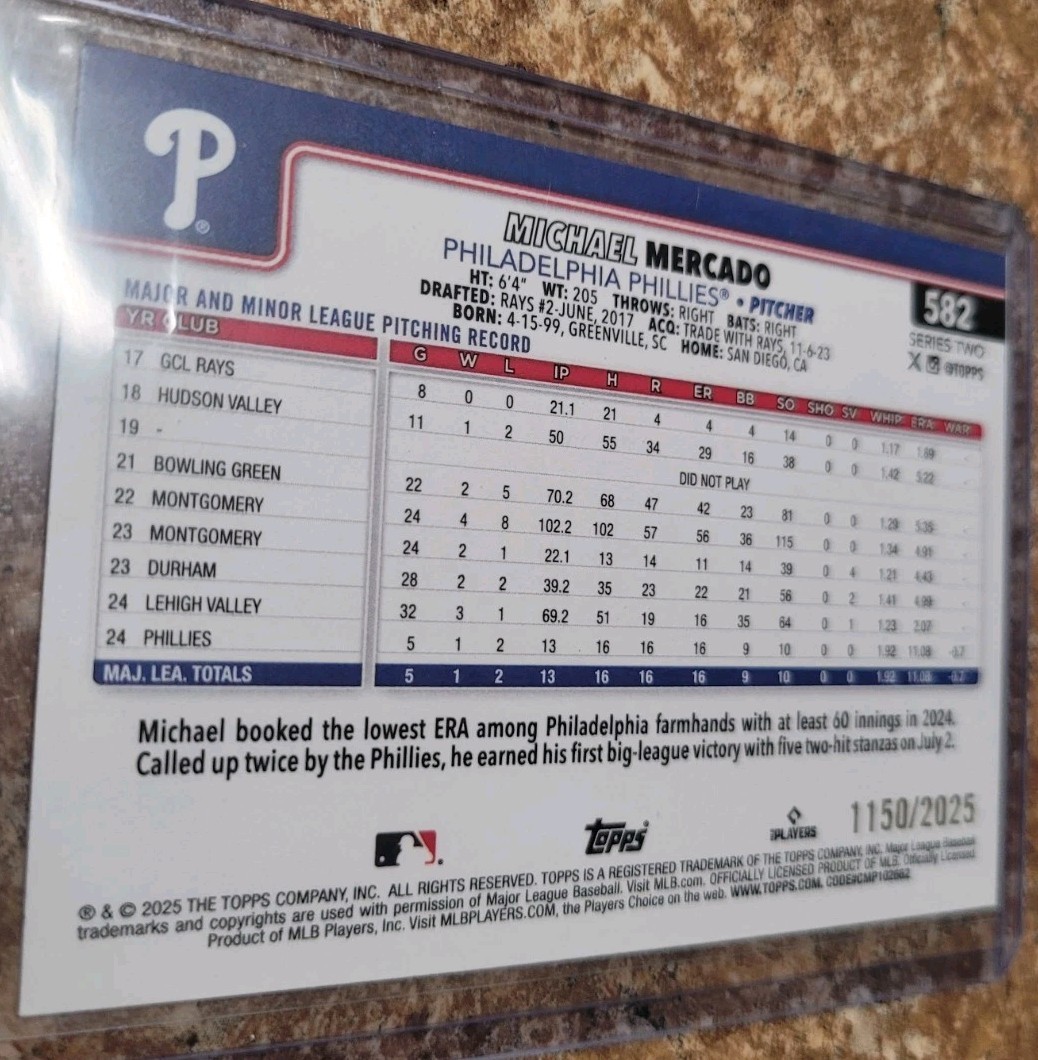 P®
MICHAEL MERCADO
PHILADELPHIA PHILLIES® • PITCHER
HT: 6'4" WT: 205 THROWS: RIGHT BATS: RIGHT
DRAFTED: RAYS #2-JUNE, 2017 ACQ: TRADE WITH RAYS, 11-6-23
BORN: 4-15-99, GREENVILLE, SC HOME: SAN DIEGO, CA
582
SERIES TWO
X @TOPPS
MAJOR AND MINOR LEAGUE PITCHING RECORD
YR CLUB G W L IP H R ER BB SO SHO SV WHIP ERA WAR
17 GCL RAYS 8 0 0 21.1 21 4 4 4 14 0 0 1.17 1.69 -
18 HUDSON VALLEY 11 1 2 50 55 34 29 16 38 0 0 1.42 5.22 -
19 - DID NOT PLAY
21 BOWLING GREEN 22 2 5 70.2 68 47 42 23 81 0 0 1.29 5.35 -
22 MONTGOMERY 24 4 8 102.2 102 57 56 36 115 0 0 1.34 4.91 -
23 MONTGOMERY 24 2 1 22.1 13 14 11 14 39 0 4 1.21 4.43 -
23 DURHAM 28 2 2 39.2 35 23 22 21 56 0 2 1.41 4.99 -
24 LEHIGH VALLEY 32 3 1 69.2 51 19 16 35 64 0 1 1.23 2.07 -
24 PHILLIES 5 1 2 13 16 16 16 9 10 0 0 1.92 11.08 -0.7
MAJ. LEA. TOTALS 5 1 2 13 16 16 16 9 10 0 0 1.92 11.08 -0.7
Michael booked the lowest ERA among Philadelphia farmhands with at least 60 innings in 2024.
Called up twice by the Phillies, he earned his first big-league victory with five two-hit stanzas on July 2.
1150/2025
topps
PLAYERS
® & © 2025 THE TOPPS COMPANY, INC. ALL RIGHTS RESERVED. TOPPS IS A REGISTERED TRADEMARK OF THE TOPPS COMPANY, INC. Major League Baseball
trademarks and copyrights are used with permission of Major League Baseball. Visit MLB.com. OFFICIALLY LICENSED PRODUCT OF MLB. Officially Licensed
Product of MLB Players, Inc. Visit MLBPLAYERS.COM, the Players Choice on the web. WWW.TOPPS.COM. CODE#CMP102662